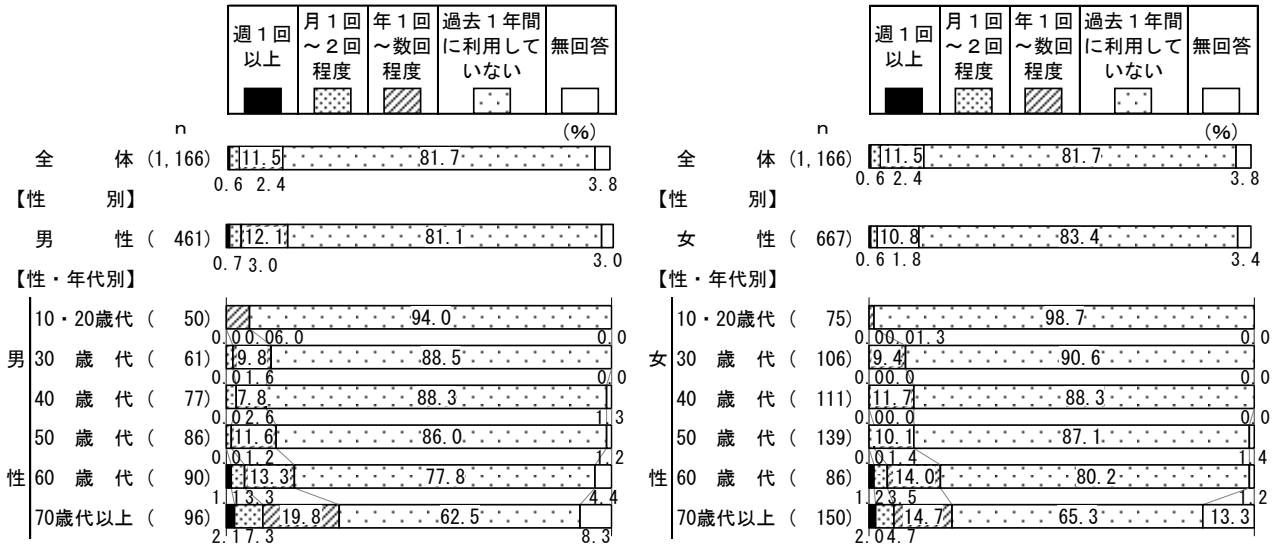 週1回以上 月1回～2回程度 年1回～数回程度 過去1年間に利用していない 無回答
n (%)
全体 (1,166) 11.5 81.7
0.6 2.4 3.8
【性別】
男性 ( 461) 12.1 81.1
0.7 3.0 3.0
【性・年代別】
男性
10・20歳代 ( 50) 94.0
0.0 0.0 6.0 0.0
30歳代 ( 61) 9.8 88.5
0.0 1.6 0.0
40歳代 ( 77) 7.8 88.3
0.0 2.6 1.3
50歳代 ( 86) 11.6 86.0
0.0 1.2 1.2
60歳代 ( 90) 13.3 77.8
1.1 3.3 4.4
70歳代以上 ( 96) 19.8 62.5
2.1 7.3 8.3
週1回以上 月1回～2回程度 年1回～数回程度 過去1年間に利用していない 無回答
n (%)
全体 (1,166) 11.5 81.7
0.6 2.4 3.8
【性別】
女性 ( 667) 10.8 83.4
0.6 1.8 3.4
【性・年代別】
女性
10・20歳代 ( 75) 98.7
0.0 0.0 1.3 0.0
30歳代 ( 106) 9.4 90.6
0.0 0.0 0.0
40歳代 ( 111) 11.7 88.3
0.0 0.0 0.0
50歳代 ( 139) 10.1 87.1
0.0 1.4 1.4
60歳代 ( 86) 14.0 80.2
1.2 3.5 1.2
70歳代以上 ( 150) 14.7 65.3 13.3
2.0 4.7